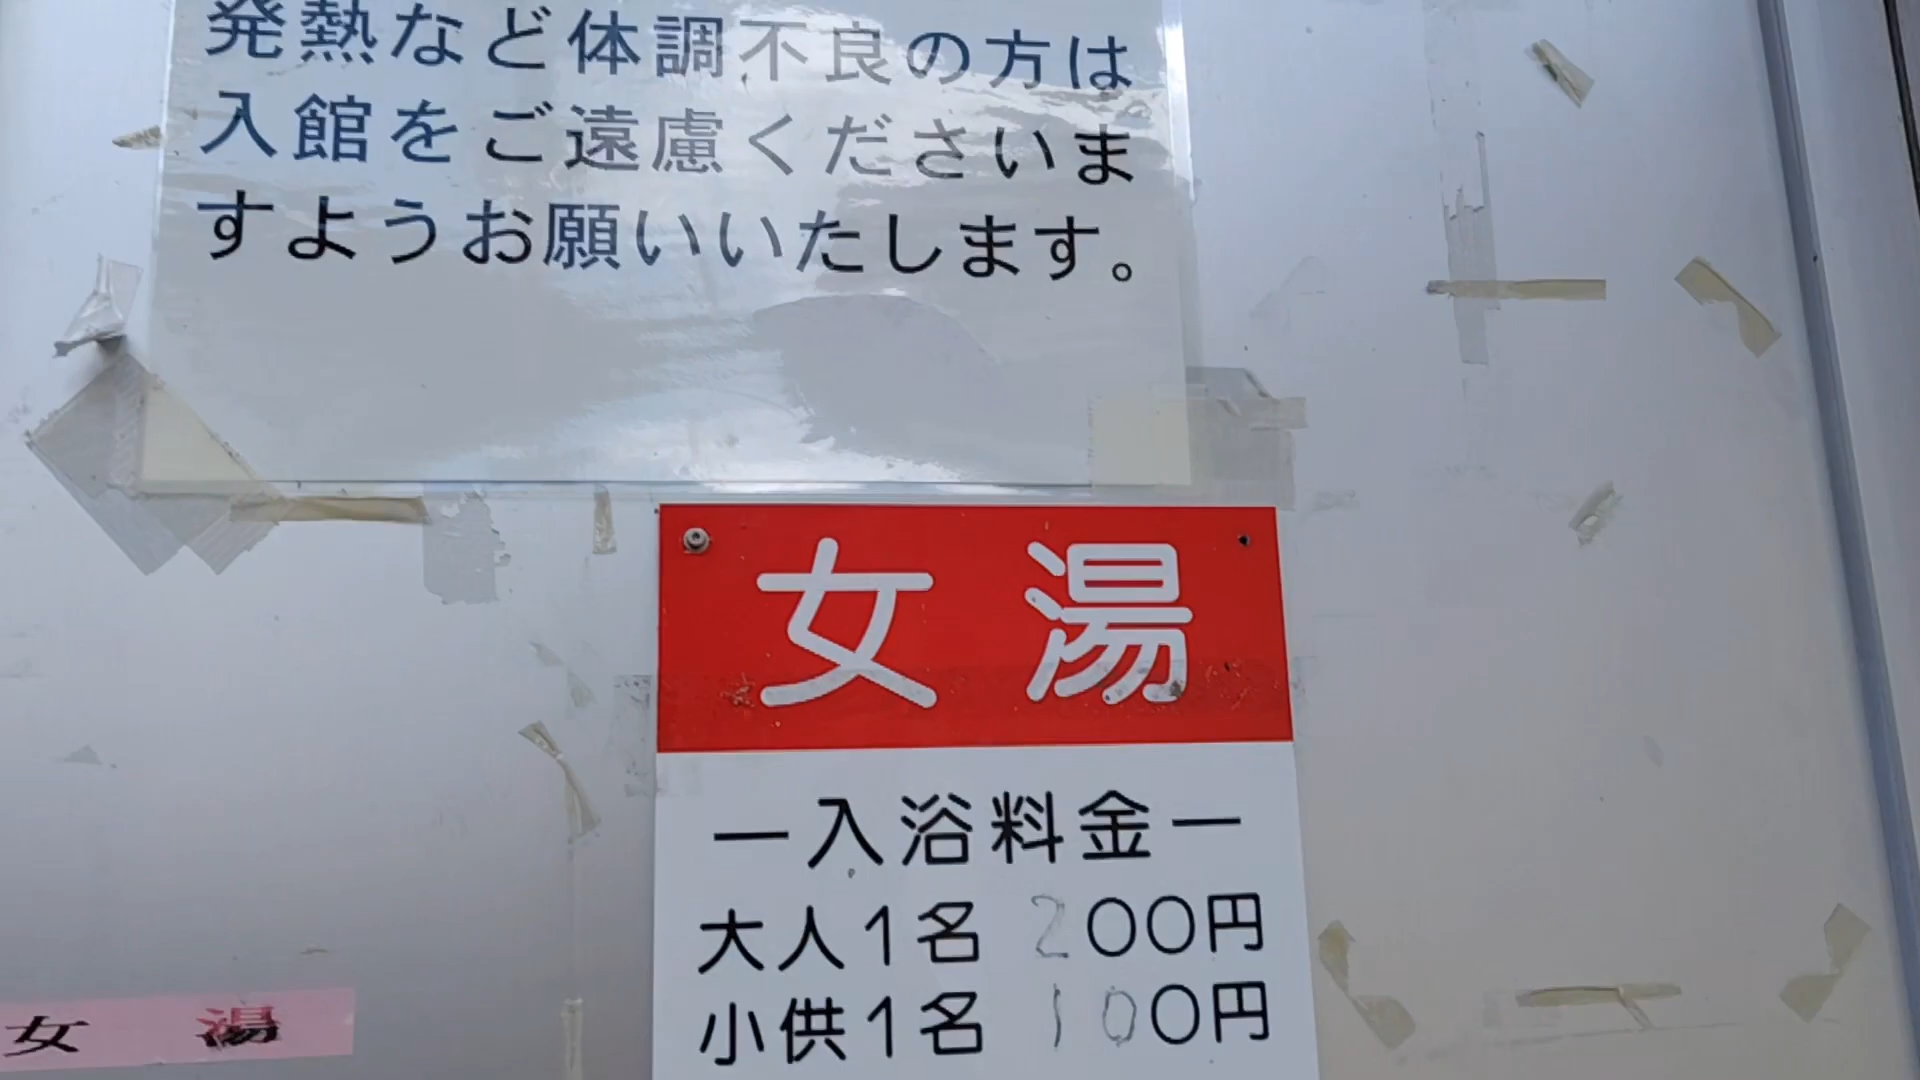 発熱など体調不良の方は
入館をご遠慮くださいま
すようお願いいたします。
女湯
ー入浴料金ー
大人1名 200円
小供1名 100円
女 湯